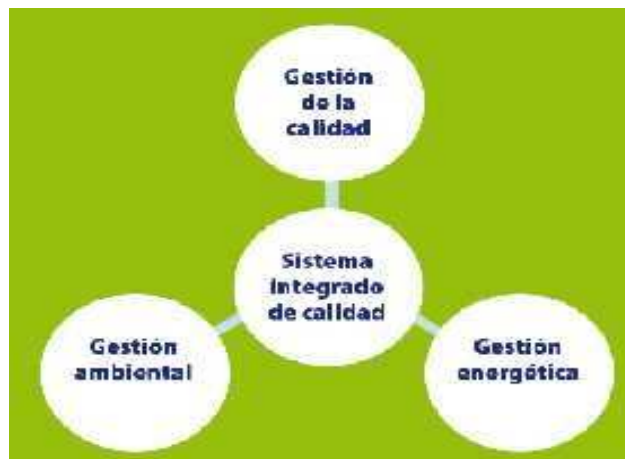 Gestión
de la
calidad
Sistema
integrado
de calidad
Gestión
ambiental
Gestión
energética